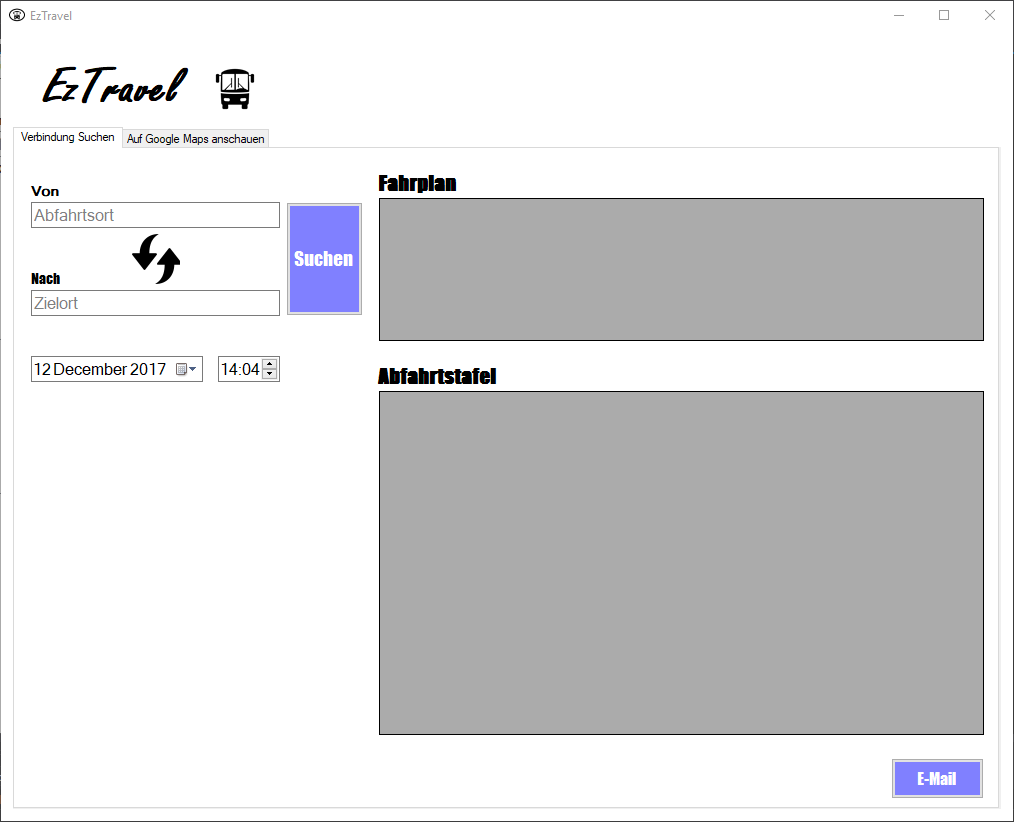 EzTravel
EzTravel
Verbindung Suchen
Auf Google Maps anschauen
Von
Abfahrtsort
Nach
Zielort
Suchen
12 December 2017
14:04
Fahrplan
Abfahrtstafel
E-Mail